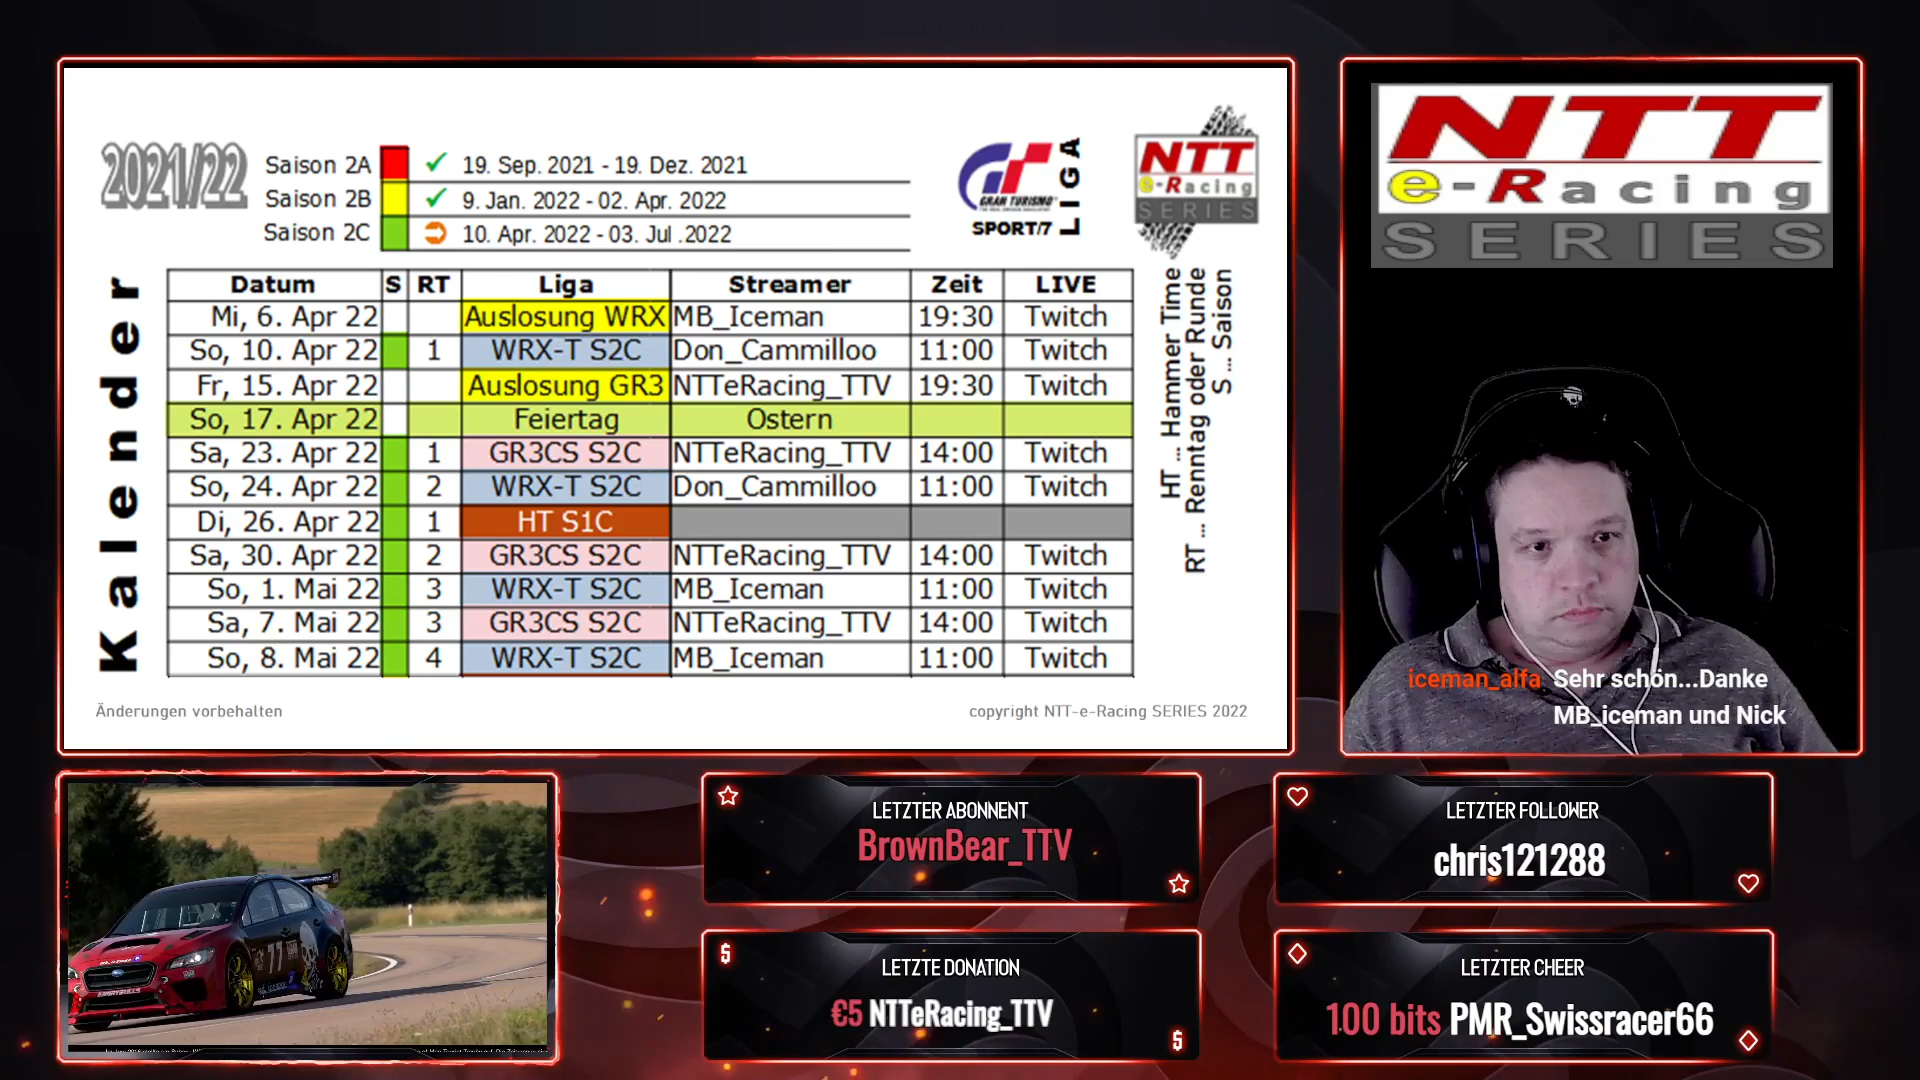 2021/22
Saison 2A ✓ 19. Sep. 2021 - 19. Dez. 2021
Saison 2B ✓ 9. Jan. 2022 - 02. Apr. 2022
Saison 2C 10. Apr. 2022 - 03. Jul .2022
GRAN TURISMO
SPORT/7
LIGA
NTT
e-Racing
SERIES
Kalender
Datum S RT Liga Streamer Zeit LIVE
Mi, 6. Apr 22 Auslosung WRX MB_Iceman 19:30 Twitch
So, 10. Apr 22 1 WRX-T S2C Don_Cammilloo 11:00 Twitch
Fr, 15. Apr 22 Auslosung GR3 NTTeRacing_TTV 19:30 Twitch
So, 17. Apr 22 Feiertag Ostern
Sa, 23. Apr 22 1 GR3CS S2C NTTeRacing_TTV 14:00 Twitch
So, 24. Apr 22 2 WRX-T S2C Don_Cammilloo 11:00 Twitch
Di, 26. Apr 22 1 HT S1C
Sa, 30. Apr 22 2 GR3CS S2C NTTeRacing_TTV 14:00 Twitch
So, 1. Mai 22 3 WRX-T S2C MB_Iceman 11:00 Twitch
Sa, 7. Mai 22 3 GR3CS S2C NTTeRacing_TTV 14:00 Twitch
So, 8. Mai 22 4 WRX-T S2C MB_Iceman 11:00 Twitch
HT ... Hammer Time
RT ... Renntag oder Runde
S ... Saison
Änderungen vorbehalten
copyright NTT-e-Racing SERIES 2022
NTT
e-Racing
SERIES
iceman_alfa Sehr schön...Danke
MB_iceman und Nick
77
LETZTER ABONNENT
BrownBear_TTV
LETZTER FOLLOWER
chris121288
LETZTE DONATION
€5 NTTeRacing_TTV
LETZTER CHEER
100 bits PMR_Swissracer66